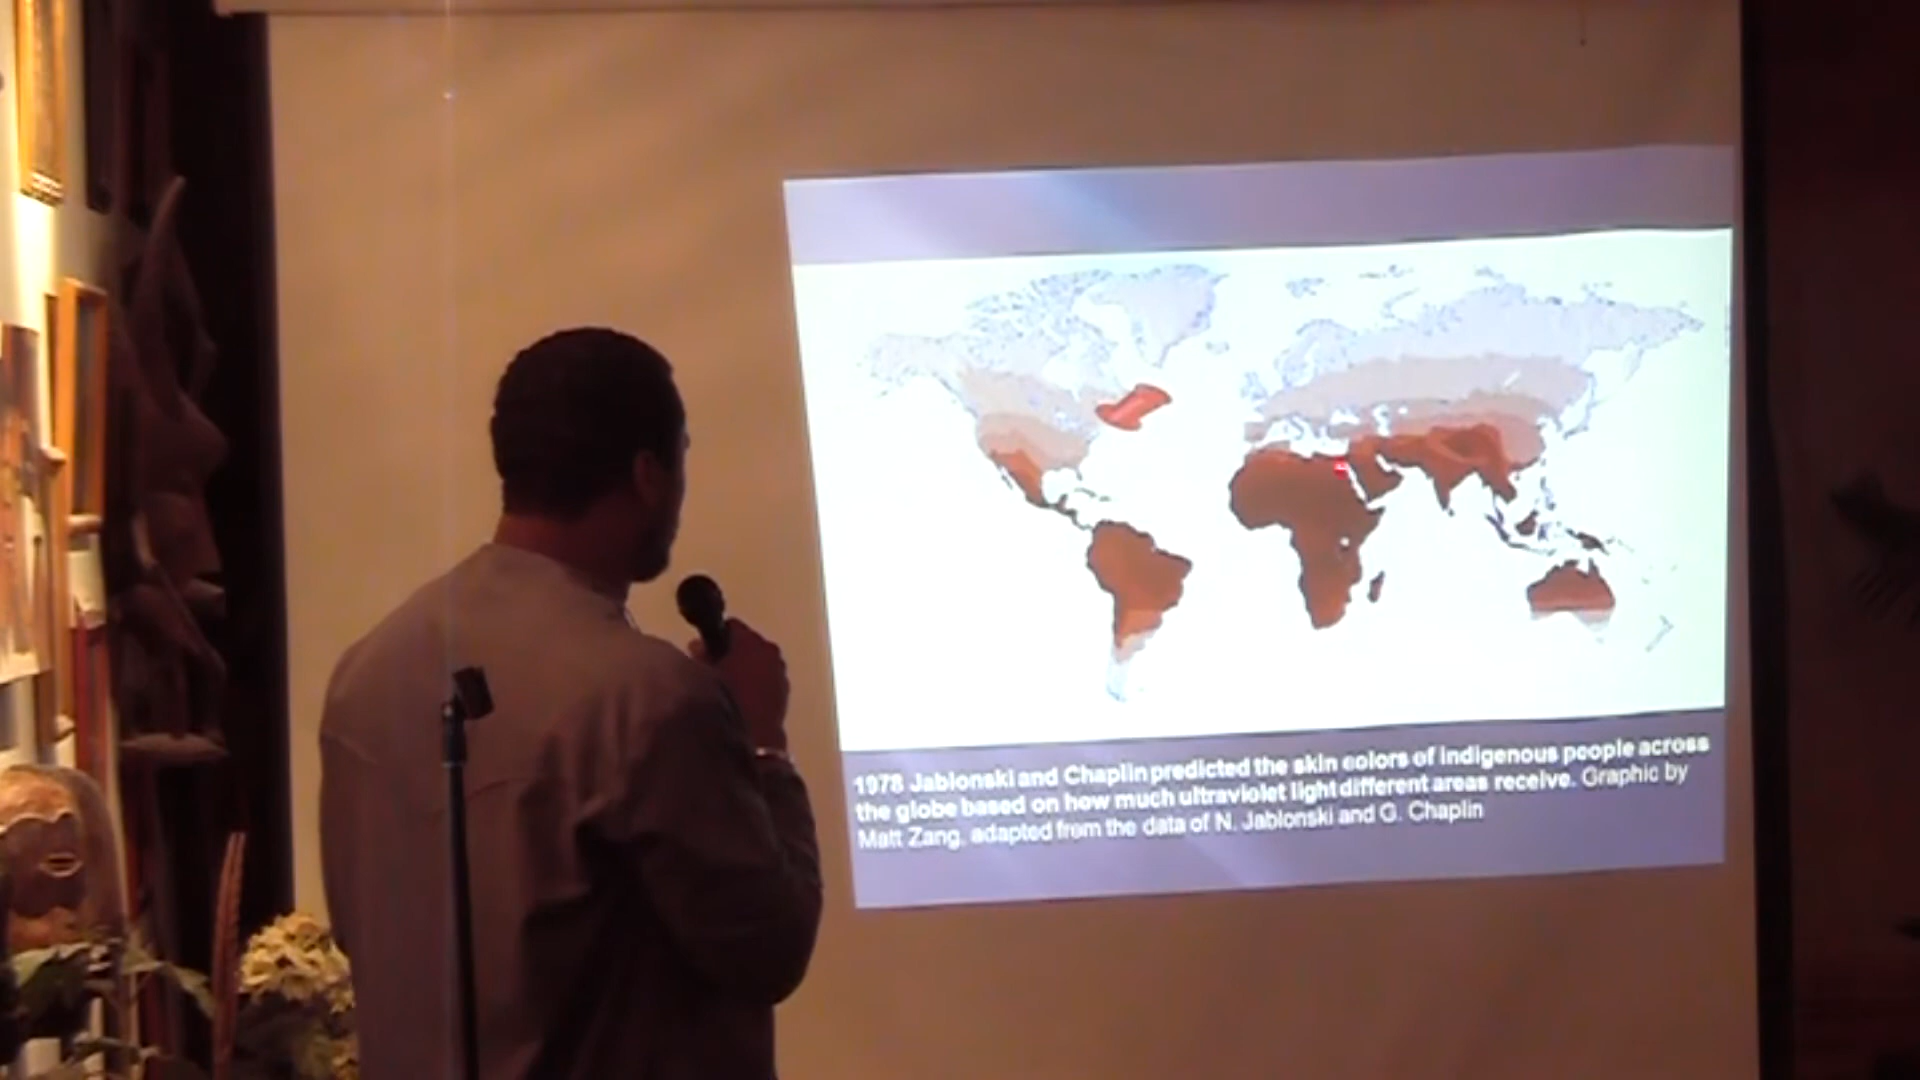 1978 Jablonski and Chaplin predicted the skin colors of indigenous people across
the globe based on how much ultraviolet light different areas receive. Graphic by
Matt Zang, adapted from the data of N. Jablonski and G. Chaplin